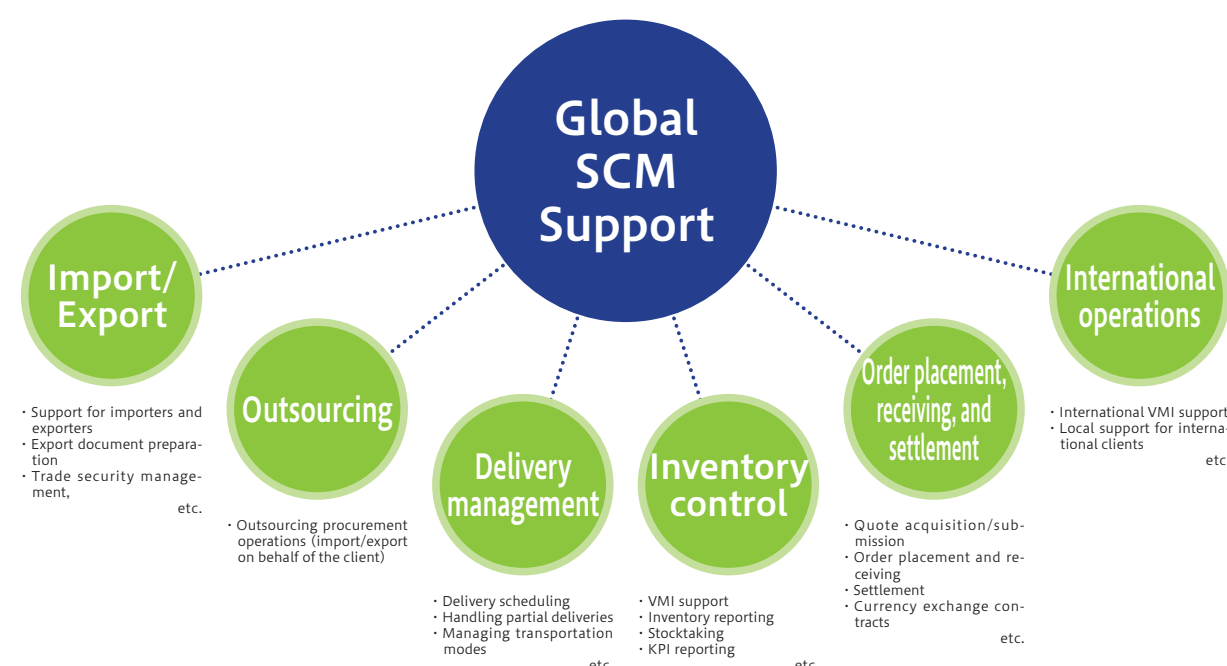 Global
SCM
Support
Import/
Export
・Support for importers and
exporters
・Export document prepara-
tion
・Trade security manage-
ment,
etc.
Outsourcing
・Outsourcing procurement
operations (import/export
on behalf of the client)
Delivery
management
・Delivery scheduling
・Handling partial deliveries
・Managing transportation
modes
etc.
Inventory
control
・VMI support
・Inventory reporting
・Stocktaking
・KPI reporting
etc.
Order placement,
receiving, and
settlement
・Quote acquisition/sub-
mission
・Order placement and re-
ceiving
・Settlement
・Currency exchange con-
tracts
etc.
International
operations
・International VMI support
・Local support for interna-
tional clients
etc